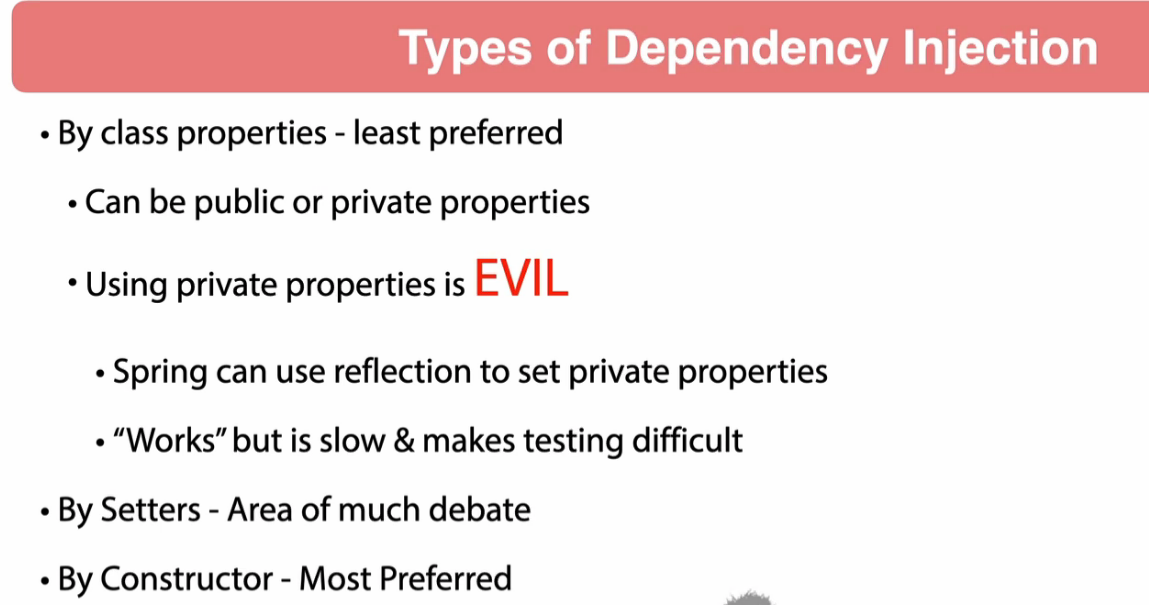 Types of Dependency Injection
• By class properties - least preferred
• Can be public or private properties
• Using private properties is EVIL
• Spring can use reflection to set private properties
• “Works” but is slow & makes testing difficult
• By Setters - Area of much debate
• By Constructor - Most Preferred